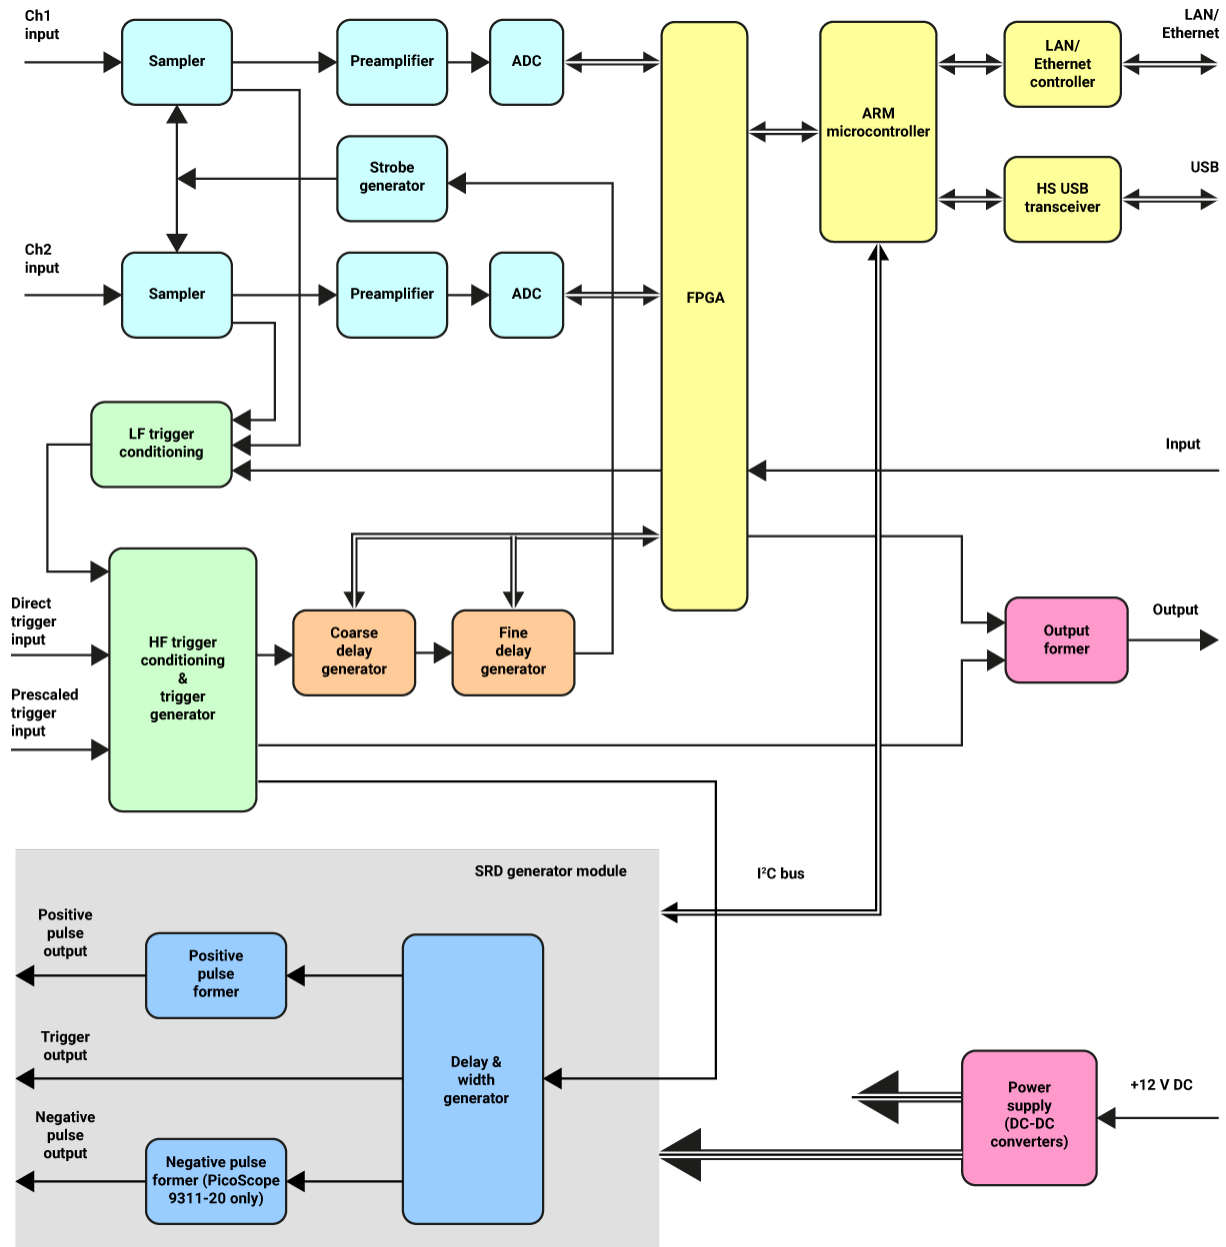 Ch1
input
Sampler
Preamplifier
ADC
FPGA
ARM
microcontroller
LAN/
Ethernet
controller
LAN/
Ethernet
Strobe
generator
HS USB
transceiver
USB
Ch2
input
Sampler
Preamplifier
ADC
LF trigger
conditioning
Input
Direct
trigger
input
Prescaled
trigger
input
HF trigger
conditioning
&
trigger
generator
Coarse
delay
generator
Fine
delay
generator
Output
former
Output
SRD generator module
I²C bus
Positive
pulse
output
Positive
pulse
former
Trigger
output
Delay &
width
generator
Negative
pulse
output
Negative pulse
former (PicoScope
9311-20 only)
Power
supply
(DC-DC
converters)
+12 V DC